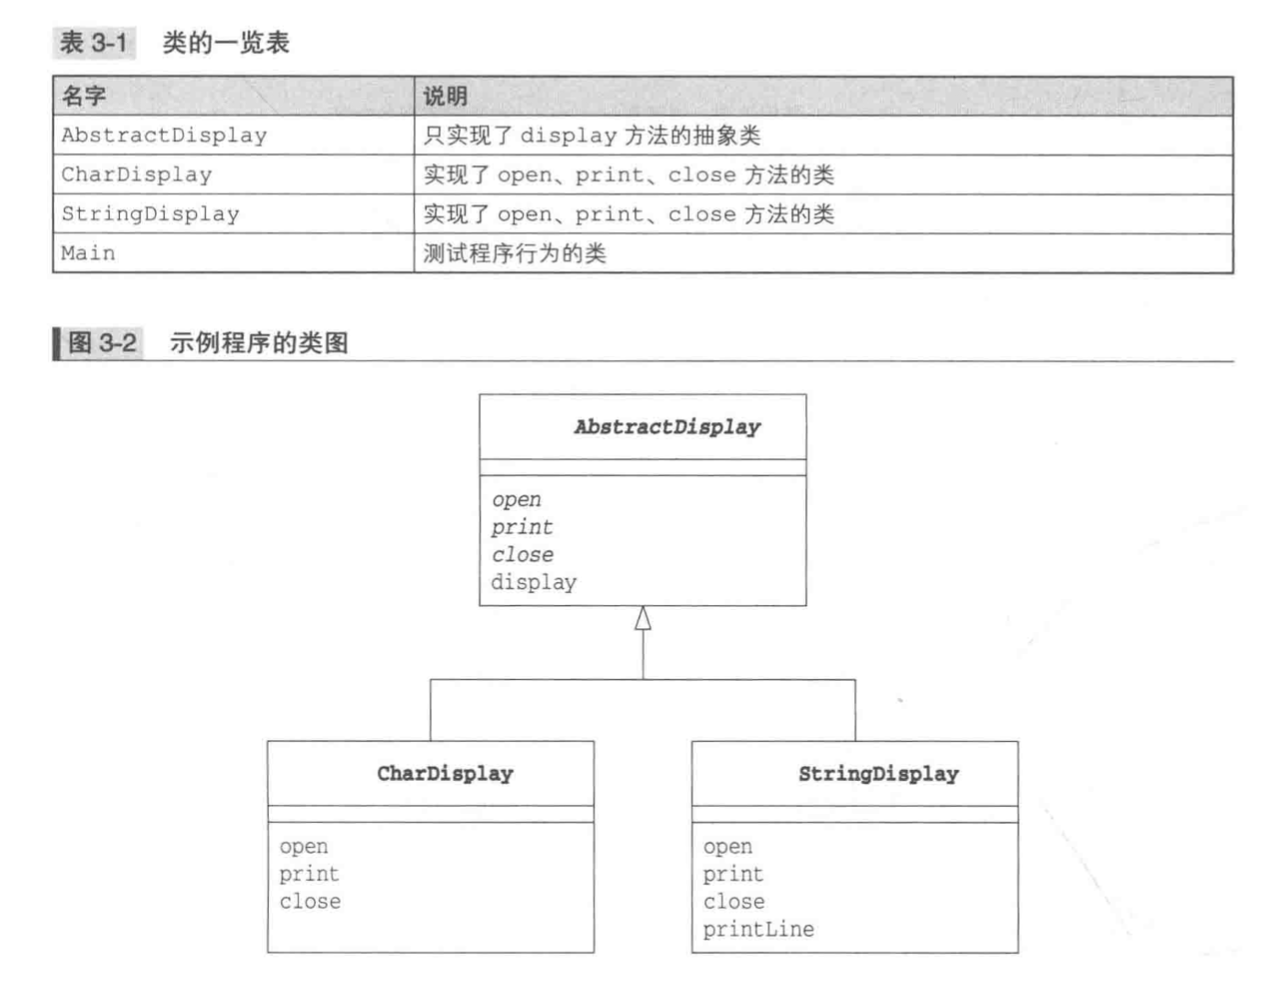 表 3-1 类的一览表
名字 说明
AbstractDisplay 只实现了 display 方法的抽象类
CharDisplay 实现了 open、print、close 方法的类
StringDisplay 实现了 open、print、close 方法的类
Main 测试程序行为的类
图 3-2 示例程序的类图
AbstractDisplay
open
print
close
display
CharDisplay
open
print
close
StringDisplay
open
print
close
printLine